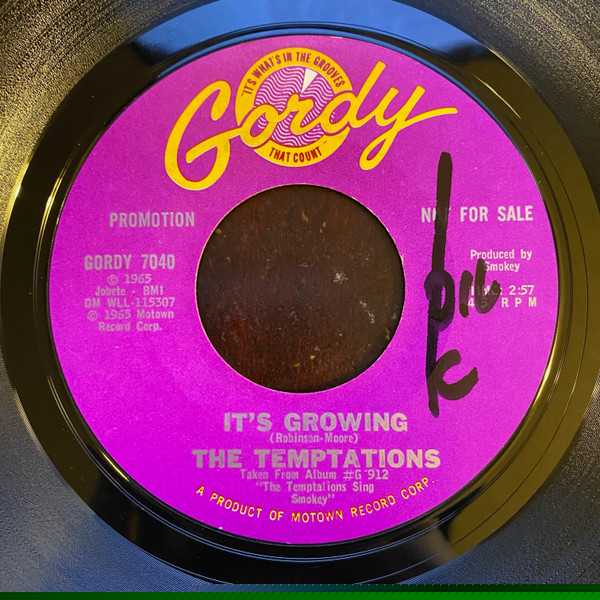 "IT'S WHAT'S IN THE GROOVES
Gordy
THAT COUNT"
PROMOTION
NOT FOR SALE
GORDY 7040
© 1965
Jobete - BMI
DM WLL-115307
© 1965 Motown
Record Corp.
Produced by
Smokey
TIME: 2:57
45 RPM
IT'S GROWING
(Robinson-Moore)
THE TEMPTATIONS
Taken From Album #G 912
"The Temptations Sing
Smokey"
A PRODUCT OF MOTOWN RECORD CORP.